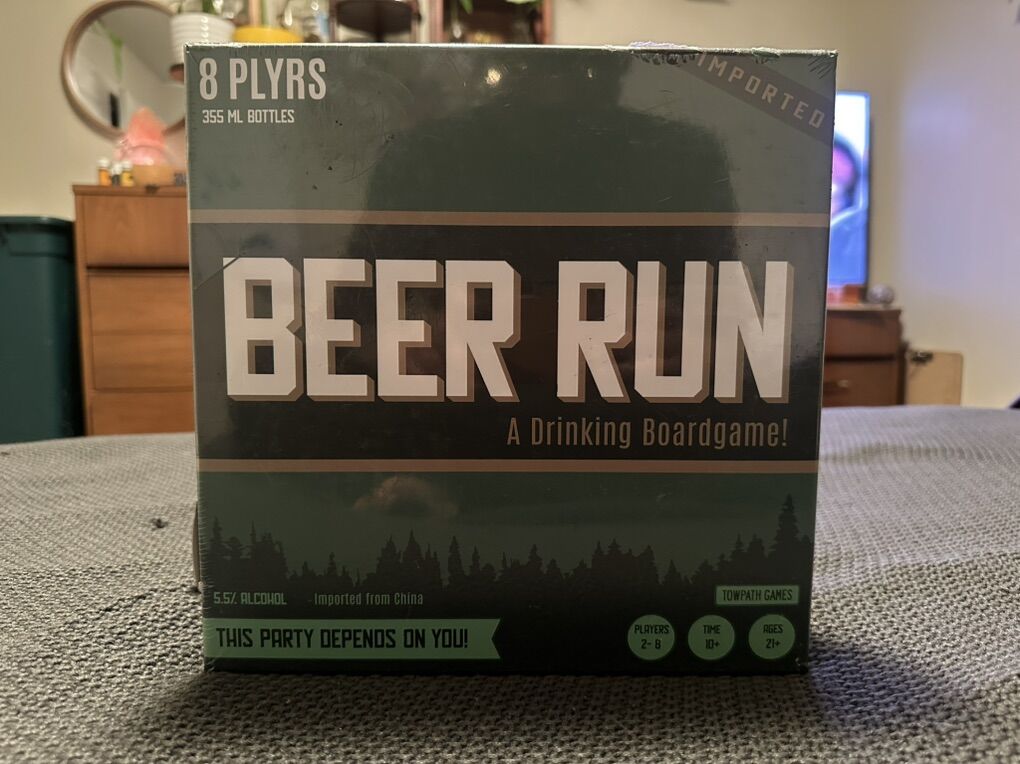 8 PLYRS
355 ML BOTTLES
IMPORTED
BEER RUN
A Drinking Boardgame!
5.5% ALCOHOL - Imported from China
TOWPATH GAMES
THIS PARTY DEPENDS ON YOU!
PLAYERS
2- 8
TIME
10+
AGES
21+